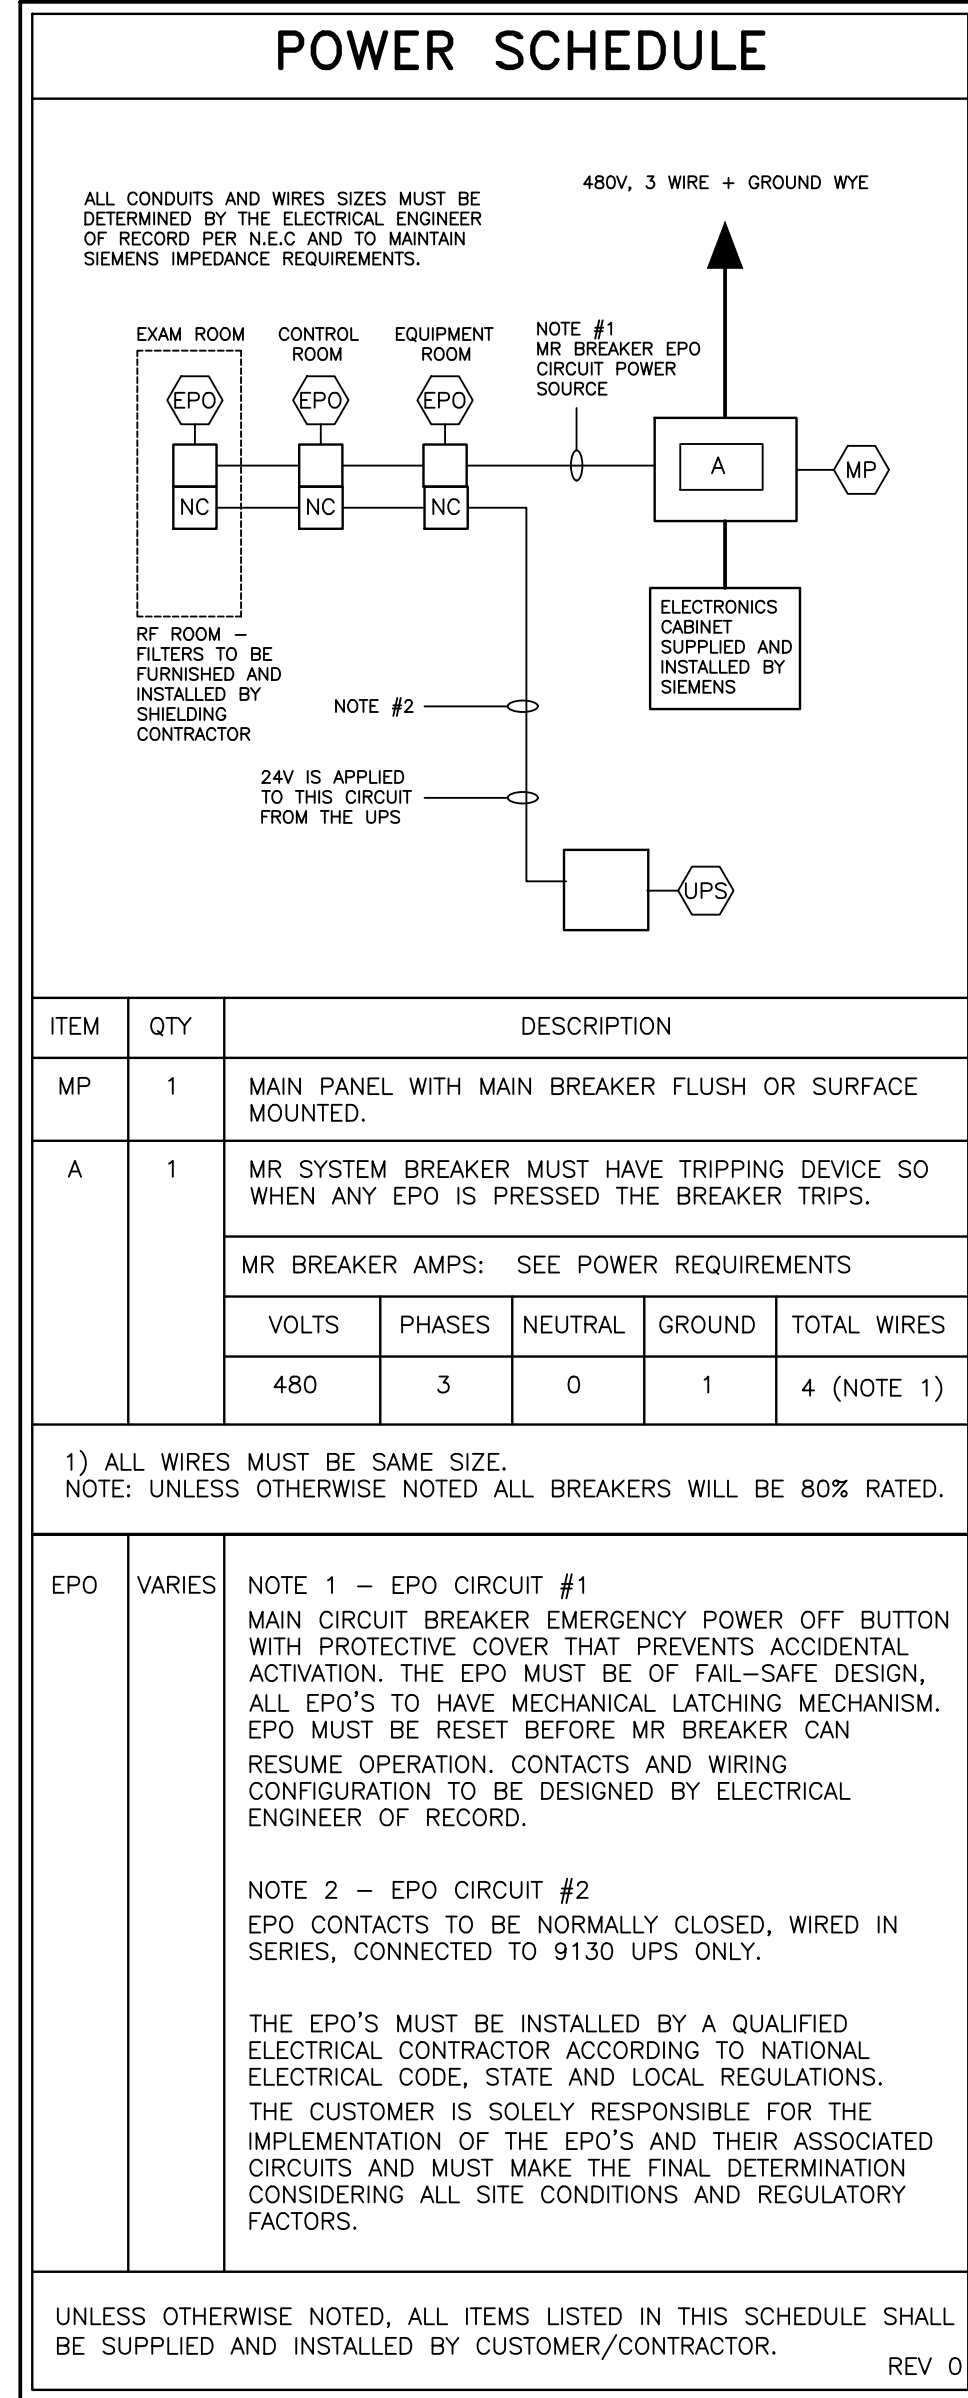 POWER SCHEDULE
ALL CONDUITS AND WIRES SIZES MUST BE
DETERMINED BY THE ELECTRICAL ENGINEER
OF RECORD PER N.E.C AND TO MAINTAIN
SIEMENS IMPEDANCE REQUIREMENTS.
480V, 3 WIRE + GROUND WYE
EXAM ROOM
CONTROL
ROOM
EQUIPMENT
ROOM
NOTE #1
MR BREAKER EPO
CIRCUIT POWER
SOURCE
EPO
EPO
EPO
A
MP
NC
NC
NC
ELECTRONICS
CABINET
SUPPLIED AND
INSTALLED BY
SIEMENS
RF ROOM –
FILTERS TO BE
FURNISHED AND
INSTALLED BY
SHIELDING
CONTRACTOR
NOTE #2
24V IS APPLIED
TO THIS CIRCUIT
FROM THE UPS
UPS
ITEM QTY DESCRIPTION
MP 1 MAIN PANEL WITH MAIN BREAKER FLUSH OR SURFACE
MOUNTED.
A 1 MR SYSTEM BREAKER MUST HAVE TRIPPING DEVICE SO
WHEN ANY EPO IS PRESSED THE BREAKER TRIPS.
MR BREAKER AMPS: SEE POWER REQUIREMENTS
VOLTS PHASES NEUTRAL GROUND TOTAL WIRES
480 3 0 1 4 (NOTE 1)
1) ALL WIRES MUST BE SAME SIZE.
NOTE: UNLESS OTHERWISE NOTED ALL BREAKERS WILL BE 80% RATED.
EPO VARIES NOTE 1 – EPO CIRCUIT #1
MAIN CIRCUIT BREAKER EMERGENCY POWER OFF BUTTON
WITH PROTECTIVE COVER THAT PREVENTS ACCIDENTAL
ACTIVATION. THE EPO MUST BE OF FAIL–SAFE DESIGN,
ALL EPO'S TO HAVE MECHANICAL LATCHING MECHANISM.
EPO MUST BE RESET BEFORE MR BREAKER CAN
RESUME OPERATION. CONTACTS AND WIRING
CONFIGURATION TO BE DESIGNED BY ELECTRICAL
ENGINEER OF RECORD.
NOTE 2 – EPO CIRCUIT #2
EPO CONTACTS TO BE NORMALLY CLOSED, WIRED IN
SERIES, CONNECTED TO 9130 UPS ONLY.
THE EPO'S MUST BE INSTALLED BY A QUALIFIED
ELECTRICAL CONTRACTOR ACCORDING TO NATIONAL
ELECTRICAL CODE, STATE AND LOCAL REGULATIONS.
THE CUSTOMER IS SOLELY RESPONSIBLE FOR THE
IMPLEMENTATION OF THE EPO'S AND THEIR ASSOCIATED
CIRCUITS AND MUST MAKE THE FINAL DETERMINATION
CONSIDERING ALL SITE CONDITIONS AND REGULATORY
FACTORS.
UNLESS OTHERWISE NOTED, ALL ITEMS LISTED IN THIS SCHEDULE SHALL
BE SUPPLIED AND INSTALLED BY CUSTOMER/CONTRACTOR.
REV 0